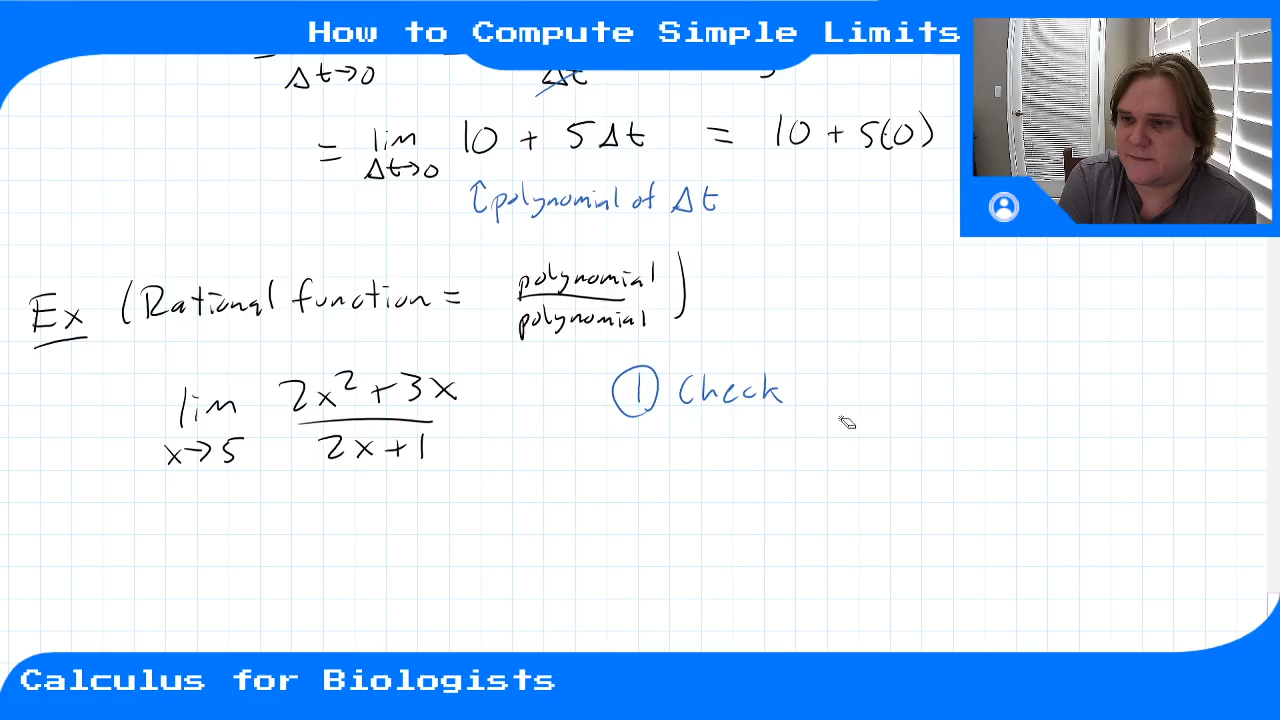 How to Compute Simple Limits
= Δt→0 Δt
= lim Δt→0 10 + 5Δt = 10 + 5(0)
↑polynomial of Δt
Ex (Rational function = polynomial / polynomial)
lim x→5 2x² + 3x / 2x + 1 ① Check
Calculus for Biologists